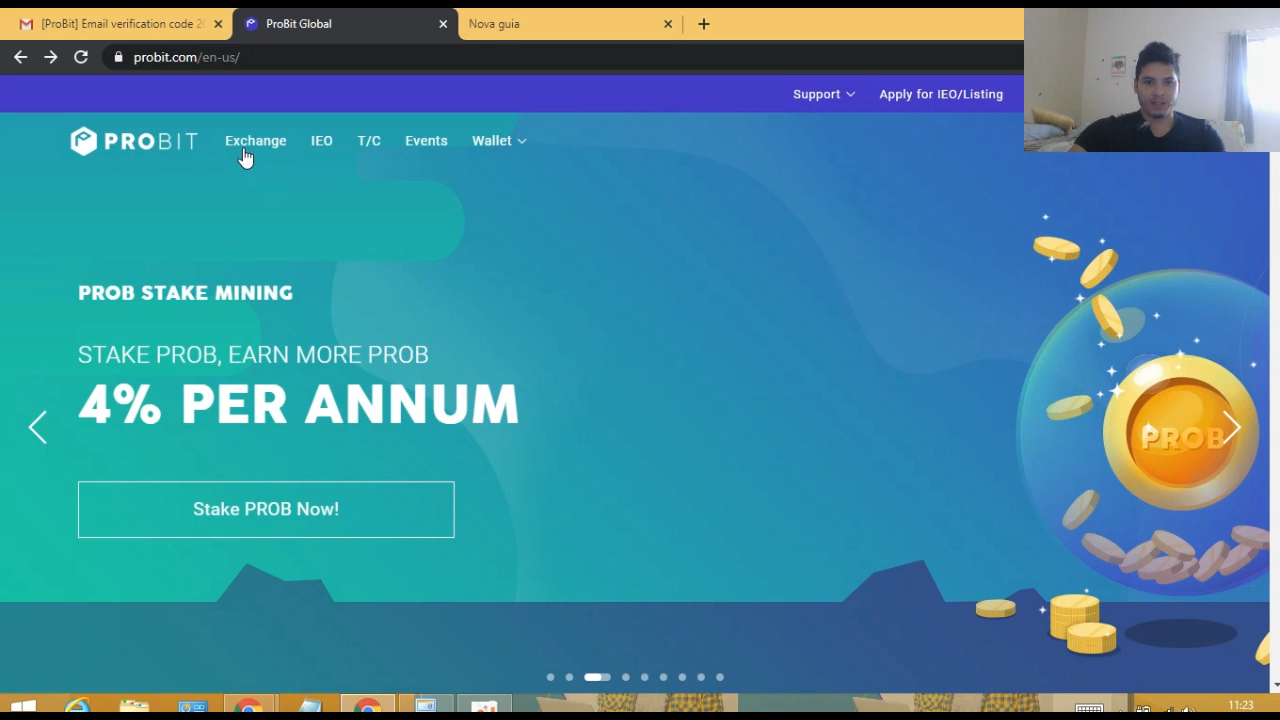 [ProBit] Email verification code 2
ProBit Global
Nova guia
probit.com/en-us/
Support
Apply for IEO/Listing
PROBIT
Exchange
IEO
T/C
Events
Wallet
PROB STAKE MINING
STAKE PROB, EARN MORE PROB
4% PER ANNUM
PROB
Stake PROB Now!
11:23